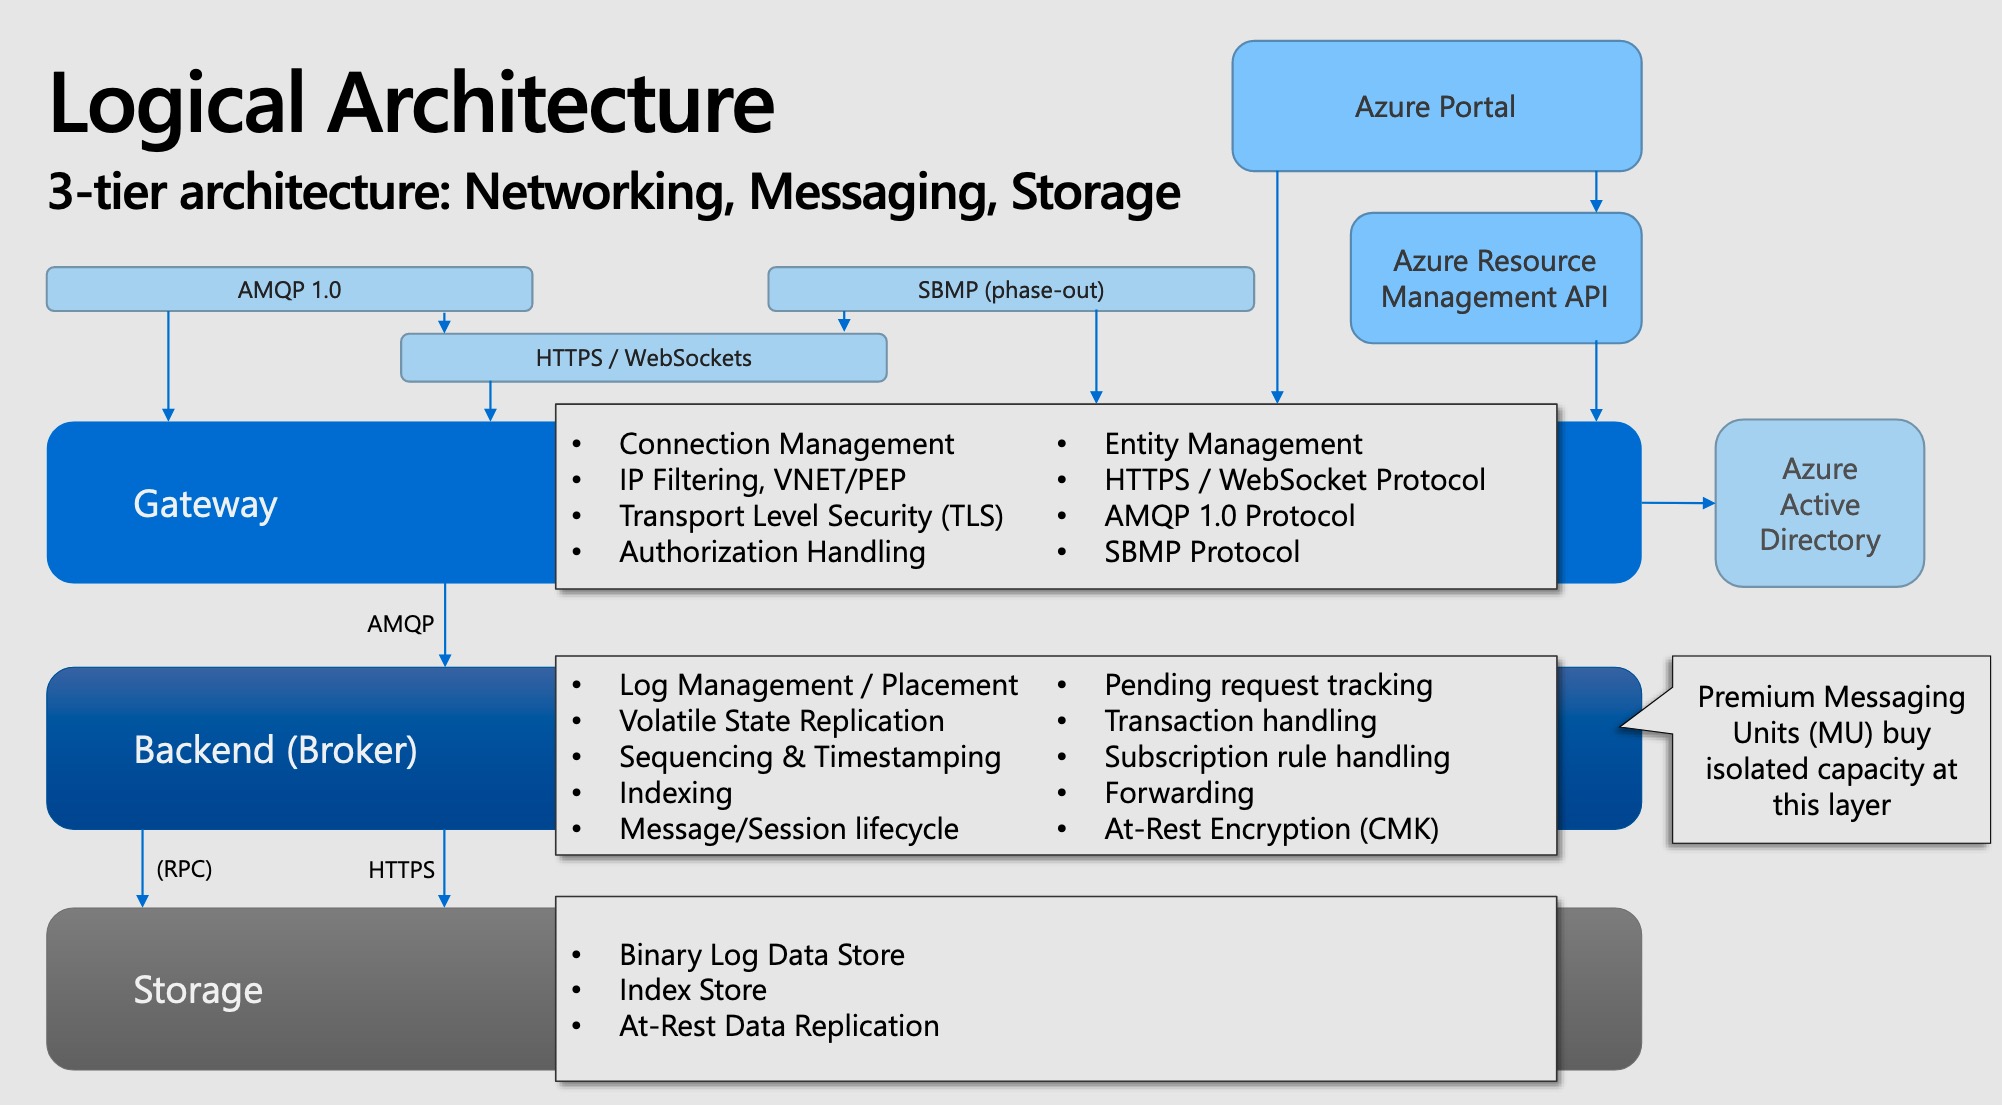 Logical Architecture
3-tier architecture: Networking, Messaging, Storage
Azure Portal
Azure Resource
Management API
AMQP 1.0
SBMP (phase-out)
HTTPS / WebSockets
Gateway
• Connection Management
• IP Filtering, VNET/PEP
• Transport Level Security (TLS)
• Authorization Handling
• Entity Management
• HTTPS / WebSocket Protocol
• AMQP 1.0 Protocol
• SBMP Protocol
Azure
Active
Directory
AMQP
Backend (Broker)
• Log Management / Placement
• Volatile State Replication
• Sequencing & Timestamping
• Indexing
• Message/Session lifecycle
• Pending request tracking
• Transaction handling
• Subscription rule handling
• Forwarding
• At-Rest Encryption (CMK)
Premium Messaging
Units (MU) buy
isolated capacity at
this layer
(RPC)
HTTPS
Storage
• Binary Log Data Store
• Index Store
• At-Rest Data Replication